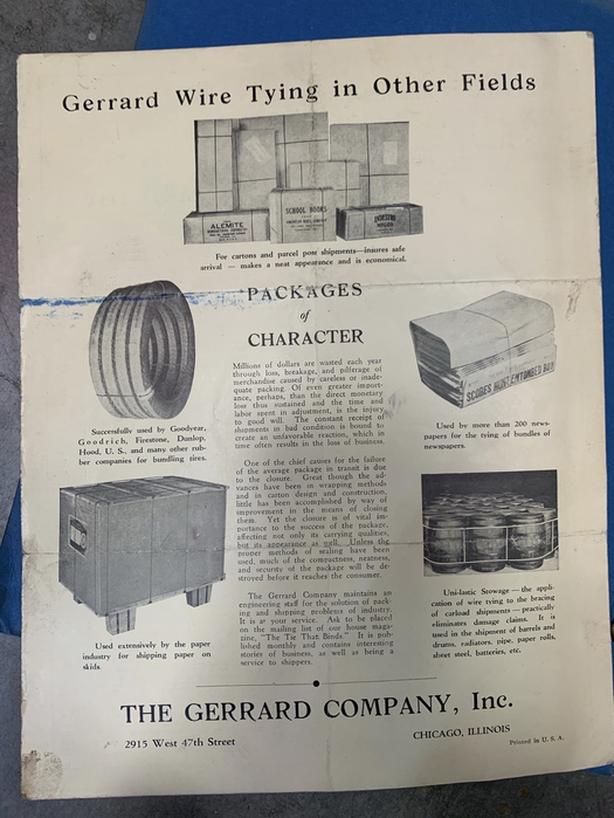 Gerrard Wire Tying in Other Fields
ALEMITE
SCHOOL BOOKS
For cartons and parcel post shipments—insures safe
arrival — makes a neat appearance and is economical.
PACKAGES
of
CHARACTER
Successfully used by Goodyear,
Goodrich, Firestone, Dunlop,
Hood, U. S., and many other rub-
ber companies for bundling tires.
Used extensively by the paper
industry for shipping paper on
skids.
Millions of dollars are wasted each year
through loss, breakage, and pilferage of
merchandise caused by careless or inade-
quate packing. Of even greater import-
ance, perhaps, than the direct monetary
loss thus sustained and the time and
labor spent in adjustment, is the injury
to good will. The constant receipt of
shipments in bad condition is bound to
create an unfavorable reaction, which in
time often results in the loss of business.
One of the chief causes for the failure
of the average package in transit is due
to the closure. Great though the ad-
vances have been in wrapping methods
and in carton design and construction,
little has been accomplished by way of
improvement in the means of closing
them. Yet the closure is of vital im-
portance to the success of the package,
affecting not only its carrying qualities,
but its appearance as well. Unless the
proper methods of sealing have been
used, much of the compactness, neatness,
and security of the package will be de-
stroyed before it reaches the consumer.
The Gerrard Company maintains an
engineering staff for the solution of pack-
ing and shipping problems of industry.
It is at your service. Ask to be placed
on the mailing list of our house maga-
zine, "The Tie That Binds." It is pub-
lished monthly and contains interesting
stories of business, as well as being a
service to shippers.
SCORES ENTOMBED
Used by more than 200 news-
papers for the tying of bundles of
newspapers.
Uni-lastic Stowage — the appli-
cation of wire tying to the bracing
of carload shipments — practically
eliminates damage claims. It is
used in the shipment of barrels and
drums, radiators, pipe, paper rolls,
sheet steel, batteries, etc.
THE GERRARD COMPANY, Inc.
2915 West 47th Street
CHICAGO, ILLINOIS
Printed in U. S. A.